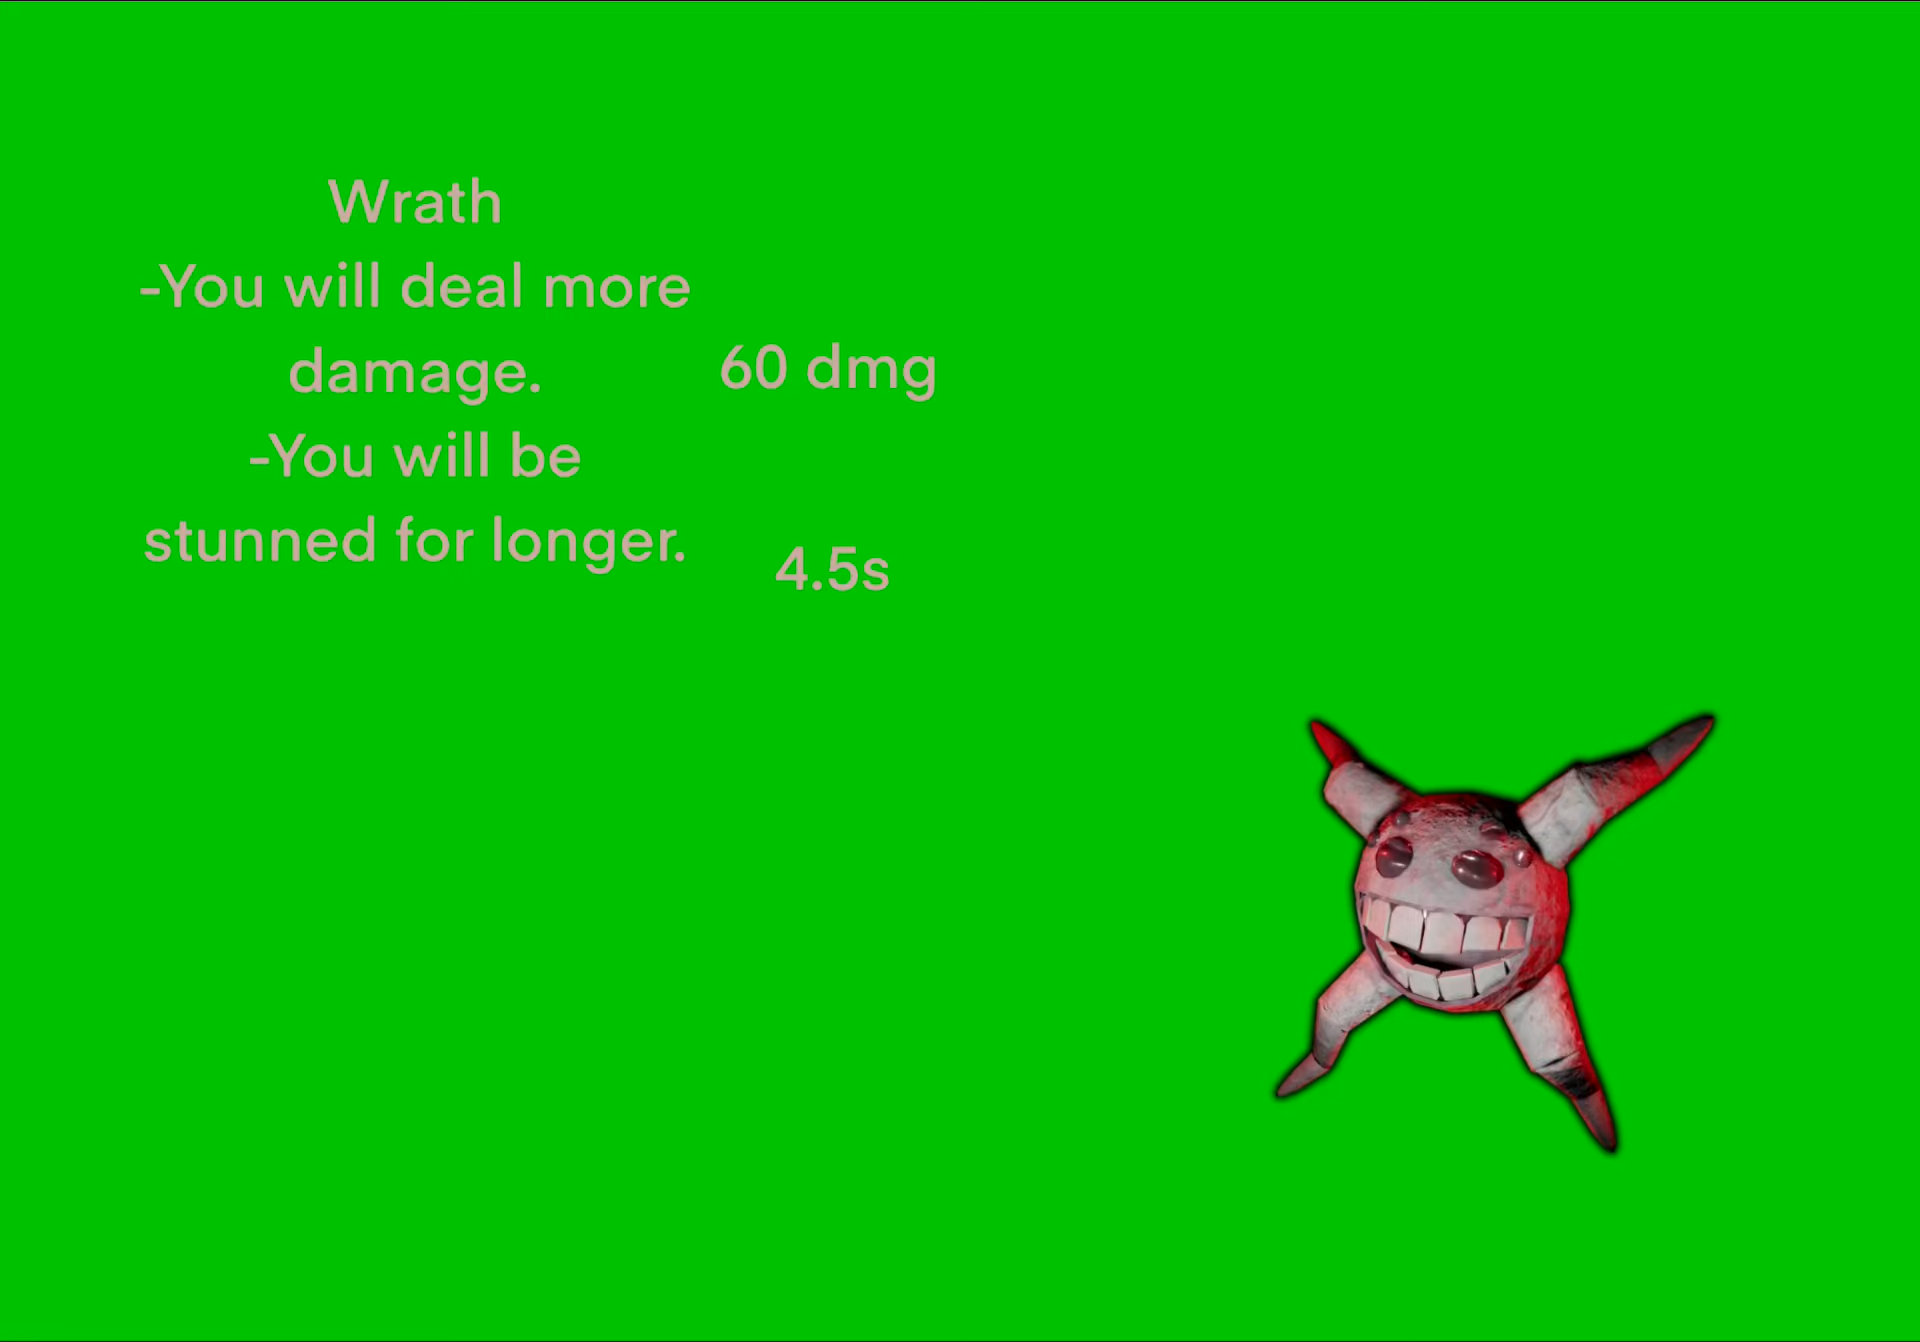 Wrath
-You will deal more
damage.
60 dmg
-You will be
stunned for longer.
4.5s